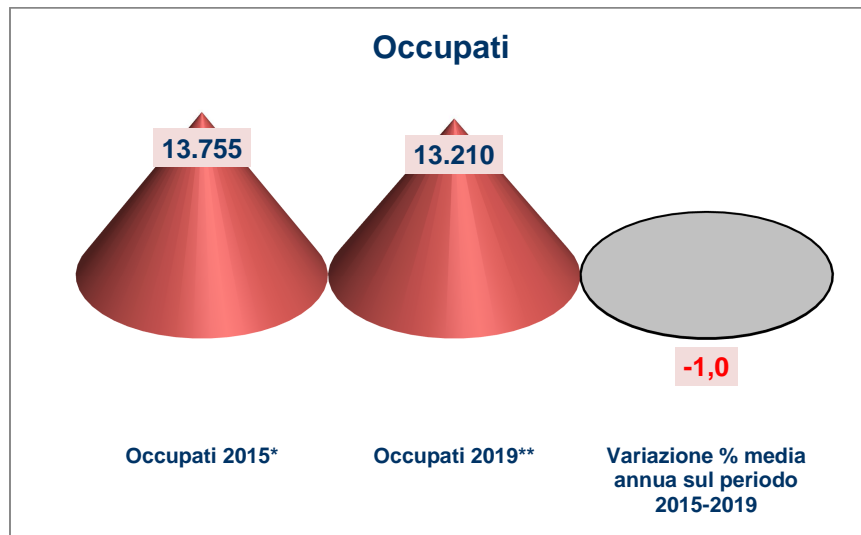 Occupati
13.755
13.210
-1,0
Occupati 2015*
Occupati 2019**
Variazione % media
annua sul periodo
2015-2019